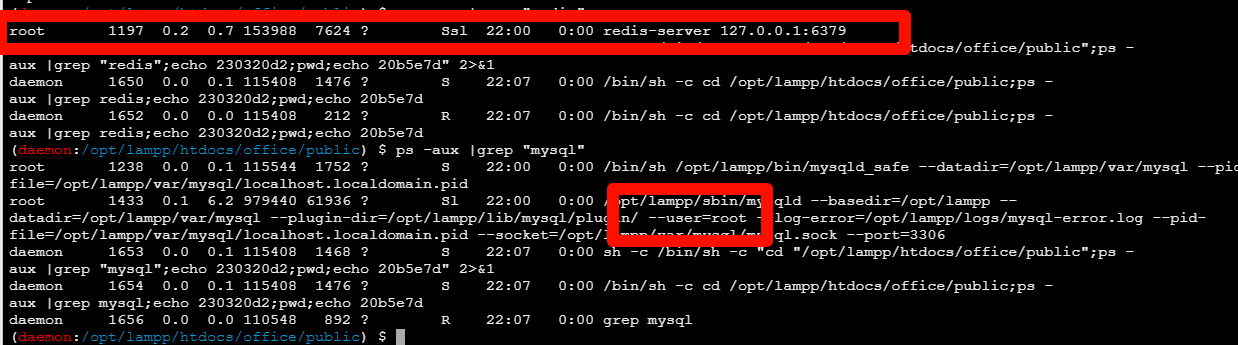 root 1197 0.2 0.7 153988 7624 ? Ssl 22:00 0:00 redis-server 127.0.0.1:6379
htdocs/office/public";ps -
aux |grep "redis";echo 230320d2;pwd;echo 20b5e7d" 2>&1
daemon 1650 0.0 0.1 115408 1476 ? S 22:07 0:00 /bin/sh -c cd /opt/lampp/htdocs/office/public;ps -
aux |grep redis;echo 230320d2;pwd;echo 20b5e7d
daemon 1652 0.0 0.0 115408 212 ? R 22:07 0:00 /bin/sh -c cd /opt/lampp/htdocs/office/public;ps -
aux |grep redis;echo 230320d2;pwd;echo 20b5e7d
(daemon:/opt/lampp/htdocs/office/public) $ ps -aux |grep "mysql"
root 1238 0.0 0.1 115544 1752 ? S 22:00 0:00 /bin/sh /opt/lampp/bin/mysqld_safe --datadir=/opt/lampp/var/mysql --pid
file=/opt/lampp/var/mysql/localhost.localdomain.pid
root 1433 0.1 6.2 979440 61936 ? Sl 22:00 0:00 /opt/lampp/sbin/mysqld --basedir=/opt/lampp --
datadir=/opt/lampp/var/mysql --plugin-dir=/opt/lampp/lib/mysql/plugin/ --user=root log-error=/opt/lampp/logs/mysql-error.log --pid-
file=/opt/lampp/var/mysql/localhost.localdomain.pid --socket=/opt/lampp/var/mysql/mysql.sock --port=3306
daemon 1653 0.0 0.1 115408 1468 ? S 22:07 0:00 sh -c /bin/sh -c "cd "/opt/lampp/htdocs/office/public";ps -
aux |grep "mysql";echo 230320d2;pwd;echo 20b5e7d" 2>&1
daemon 1654 0.0 0.1 115408 1476 ? S 22:07 0:00 /bin/sh -c cd /opt/lampp/htdocs/office/public;ps -
aux |grep mysql;echo 230320d2;pwd;echo 20b5e7d
daemon 1656 0.0 0.0 110548 892 ? R 22:07 0:00 grep mysql
(daemon:/opt/lampp/htdocs/office/public) $